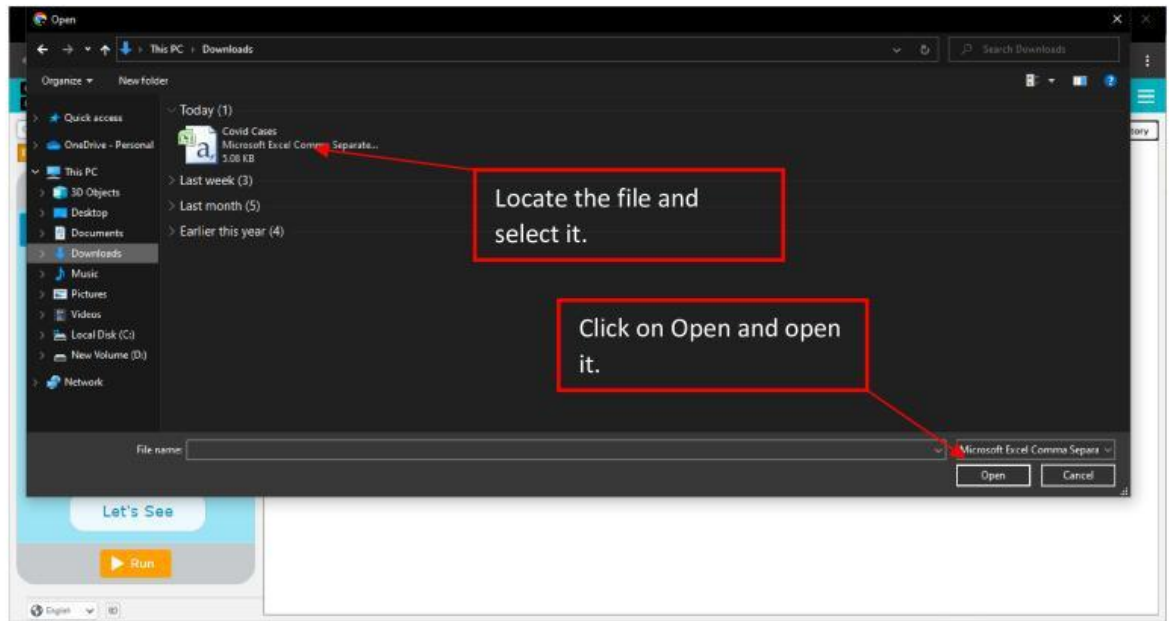 Open
This PC › Downloads
Search Downloads
Organize
New folder
Quick access
OneDrive - Personal
This PC
3D Objects
Desktop
Documents
Downloads
Music
Pictures
Videos
Local Disk (C:)
New Volume (D:)
Network
Today (1)
Covid Cases
Microsoft Excel Comma Separate...
5.08 KB
Last week (3)
Last month (5)
Earlier this year (4)
Locate the file and
select it.
Click on Open and open
it.
File name:
Microsoft Excel Comma Separa
Open
Cancel
tory
Let's See
Run
English